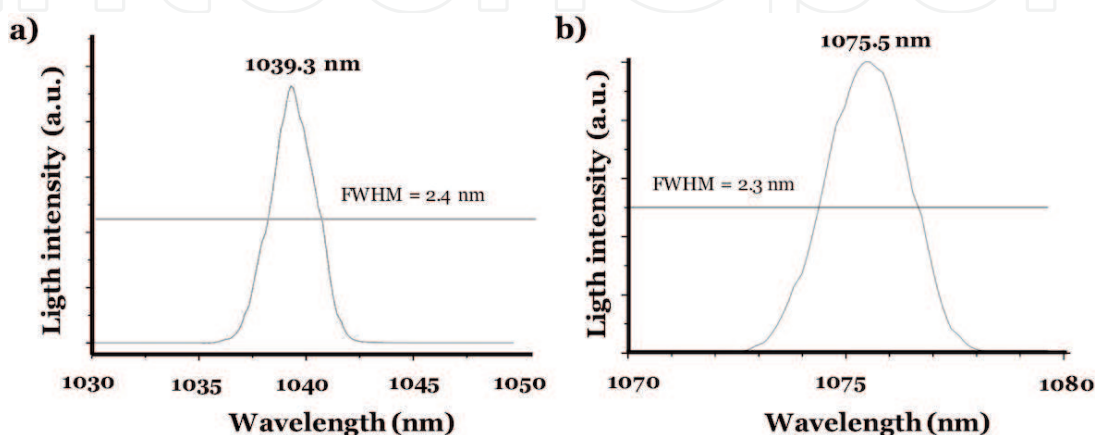 a)
1039.3 nm
Ligth intensity (a.u.)
FWHM = 2.4 nm
1030 1035 1040 1045 1050
Wavelength (nm)
b)
1075.5 nm
Ligth intensity (a.u.)
FWHM = 2.3 nm
1070 1075 1080
Wavelength (nm)